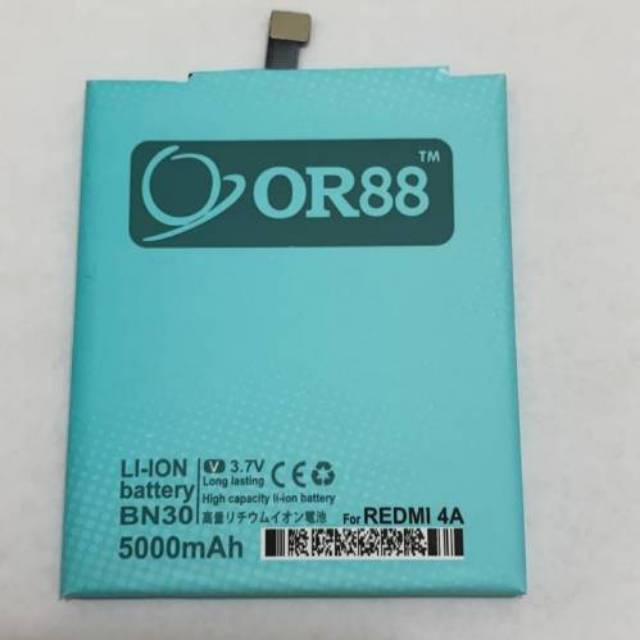 OR88™
LI-ION
battery
BN30
5000mAh
V 3.7V
Long lasting
High capacity li-ion battery
高量リチウムイオン電池
For REDMI 4A